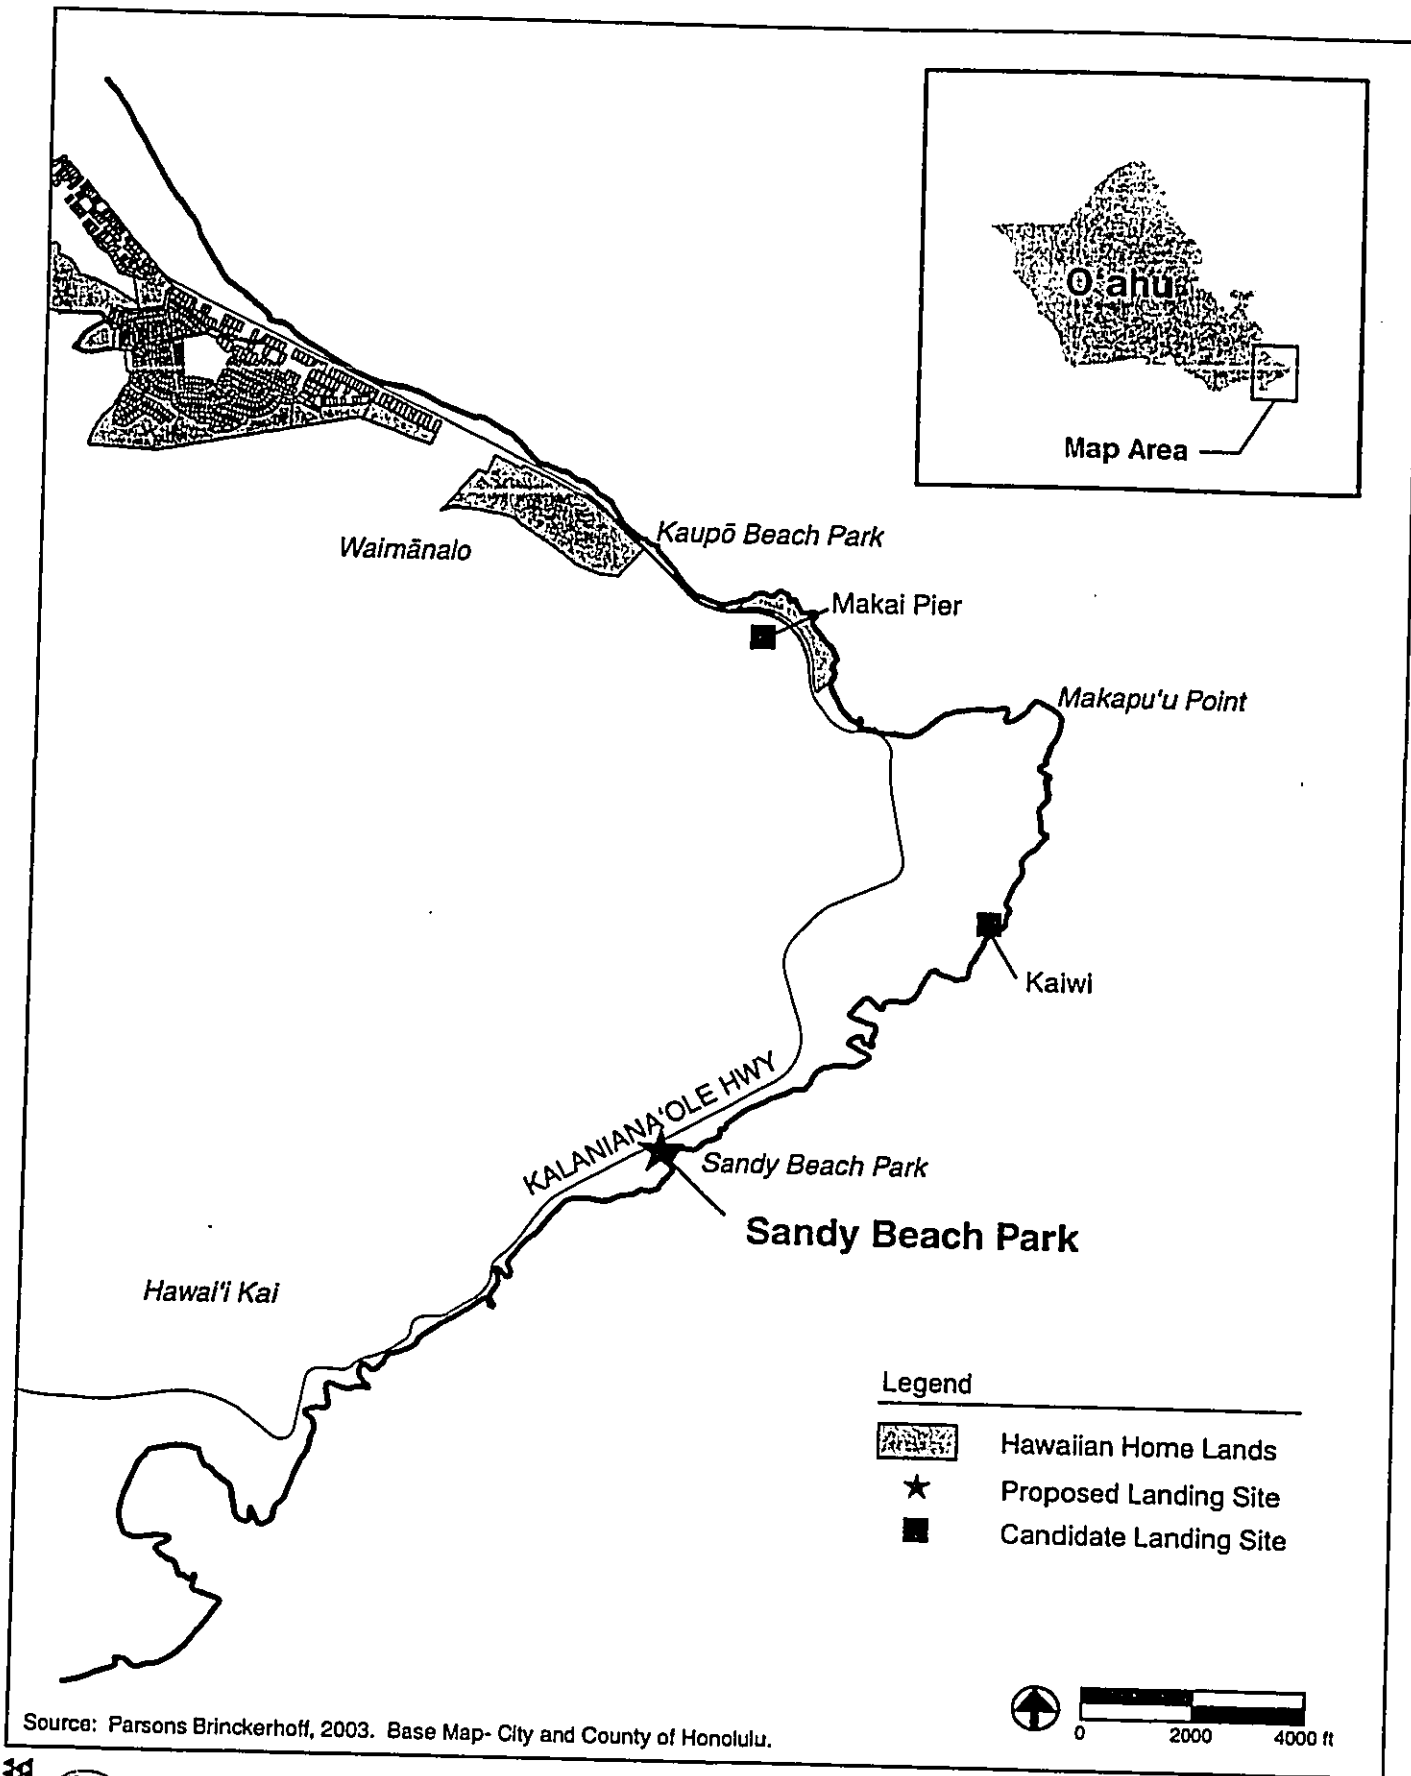 O'ahu
Map Area
Waimānalo
Kaupō Beach Park
Makai Pier
Makapu'u Point
Kaiwi
KALANIANA'OLE HWY
Sandy Beach Park
Sandy Beach Park
Hawai'i Kai
Legend
Hawaiian Home Lands
Proposed Landing Site
Candidate Landing Site
0 2000 4000 ft
Source: Parsons Brinckerhoff, 2003. Base Map- City and County of Honolulu.